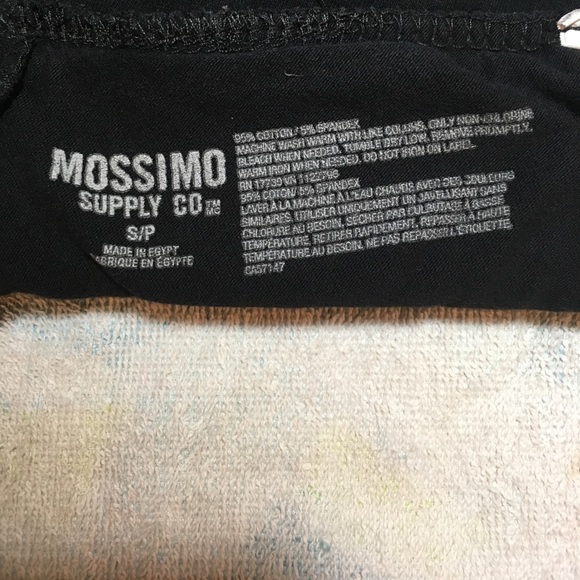 MOSSIMO
SUPPLY CO TM MC
S/P
MADE IN EGYPT
FABRIQUE EN EGYPTE
95% COTTON / 5% SPANDEX
MACHINE WASH WARM WITH LIKE COLORS. ONLY NON-CHLORINE
BLEACH WHEN NEEDED. TUMBLE DRY LOW. REMOVE PROMPTLY.
WARM IRON WHEN NEEDED. DO NOT IRON ON LABEL.
RN 17730 VN 1122795
95% COTON / 5% SPANDEX
LAVER À LA MACHINE À L'EAU CHAUDE AVEC DES COULEURS
SIMILAIRES. UTILISER UNIQUEMENT UN JAVELLISANT SANS
CHLORURE AU BESOIN. SÉCHER PAR CULBUTAGE À BASSE
TEMPÉRATURE. RETIRER RAPIDEMENT. REPASSER À HAUTE
TEMPÉRATURE AU BESOIN. NE PAS REPASSER L'ÉTIQUETTE
CA57147